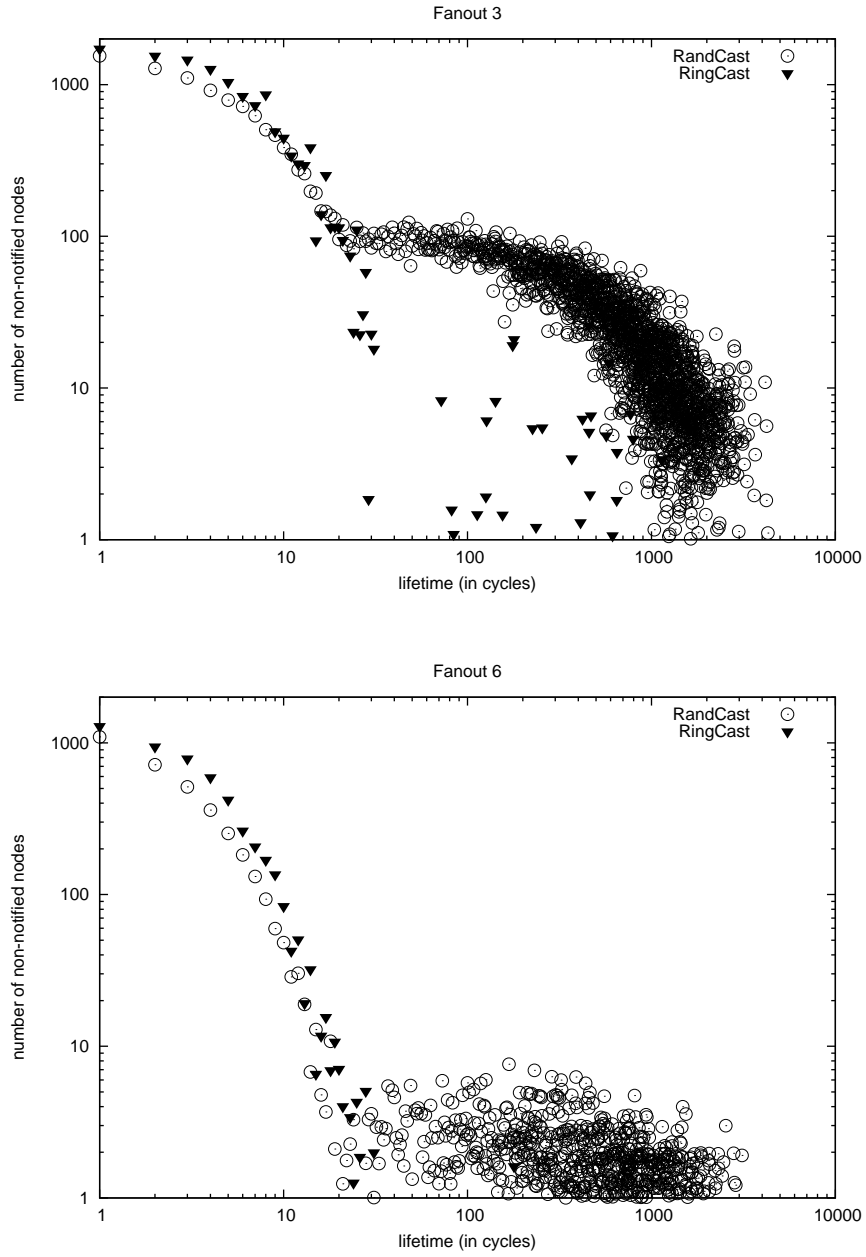 Fanout 3
RandCast
RingCast
number of non-notified nodes
1000
100
10
1
1 10 100 1000 10000
lifetime (in cycles)
Fanout 6
RandCast
RingCast
number of non-notified nodes
1000
100
10
1
1 10 100 1000 10000
lifetime (in cycles)